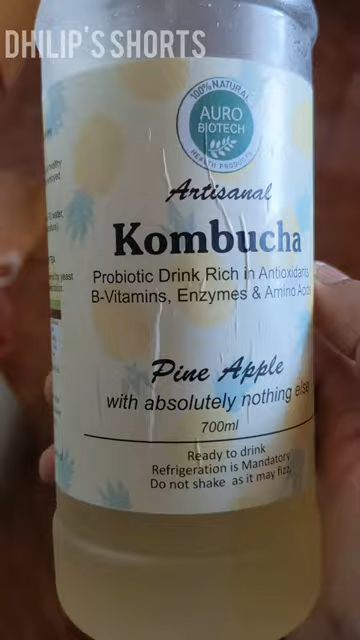 DHILIP'S SHORTS
100% NATURAL
AURO
BIOTECH
HEALTH PRODUCTS
Artisanal
Kombucha
Probiotic Drink Rich in Antioxidants
B-Vitamins, Enzymes & Amino Acids
Pine Apple
with absolutely nothing else
700ml
Ready to drink
Refrigeration is Mandatory
Do not shake as it may fizz